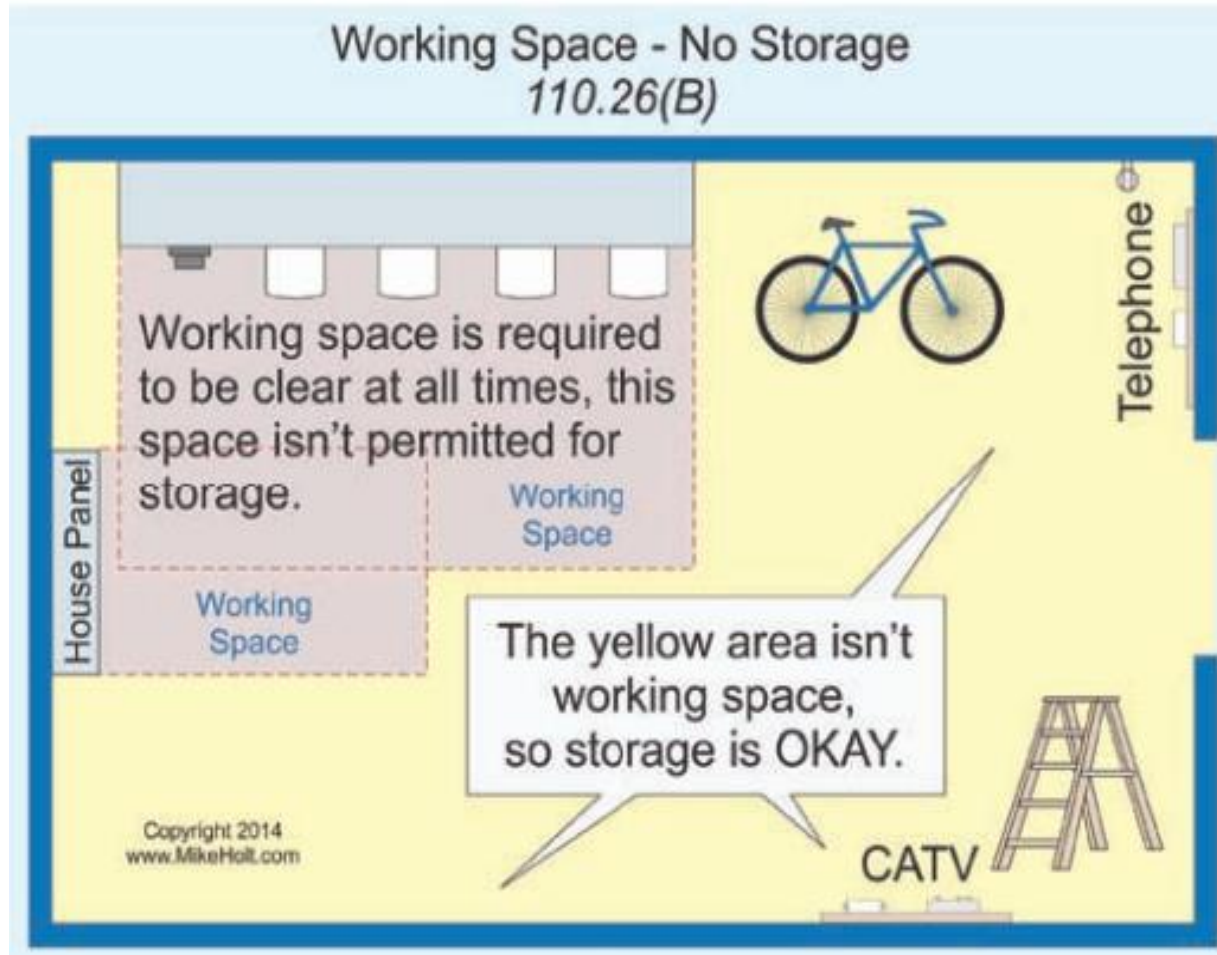 Working Space - No Storage
110.26(B)
Telephone
Working space is required
to be clear at all times, this
space isn't permitted for
storage.
Working
Space
House Panel
Working
Space
The yellow area isn't
working space,
so storage is OKAY.
Copyright 2014
www.MikeHolt.com
CATV